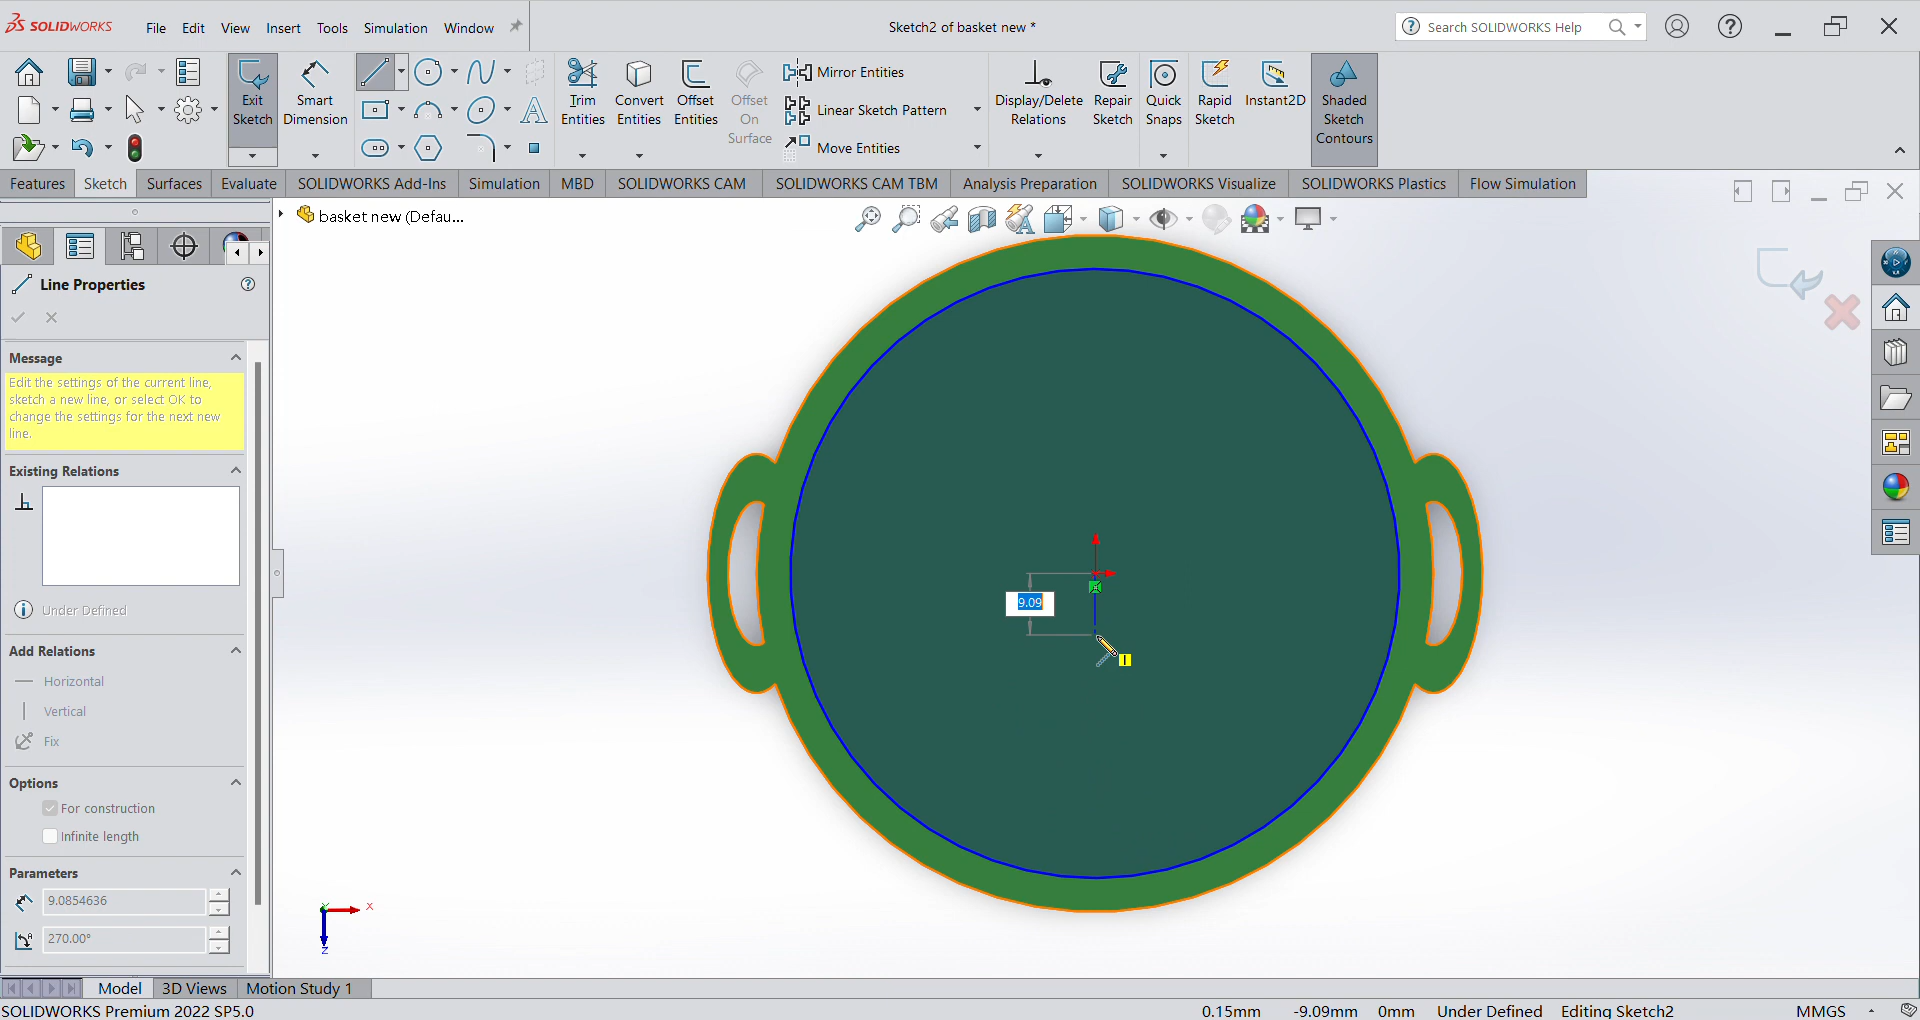 SOLIDWORKS
File Edit View Insert Tools Simulation Window
Sketch2 of basket new *
Search SOLIDWORKS Help
Exit Sketch
Smart Dimension
Trim Entities
Convert Entities
Offset Entities
Offset On Surface
Mirror Entities
Linear Sketch Pattern
Move Entities
Display/Delete Relations
Repair Sketch
Quick Snaps
Rapid Sketch
Instant2D
Shaded Sketch Contours
Features Sketch Surfaces Evaluate SOLIDWORKS Add-Ins Simulation MBD SOLIDWORKS CAM SOLIDWORKS CAM TBM Analysis Preparation SOLIDWORKS Visualize SOLIDWORKS Plastics Flow Simulation
basket new (Defau...
Line Properties
Message
Edit the settings of the current line,
sketch a new line, or select OK to
change the settings for the next new
line.
Existing Relations
Under Defined
Add Relations
Horizontal
Vertical
Fix
Options
For construction
Infinite length
Parameters
9.0854636
270.00°
9.09
Y
X
Z
Model 3D Views Motion Study 1
SOLIDWORKS Premium 2022 SP5.0
0.15mm -9.09mm 0mm Under Defined Editing Sketch2 MMGS